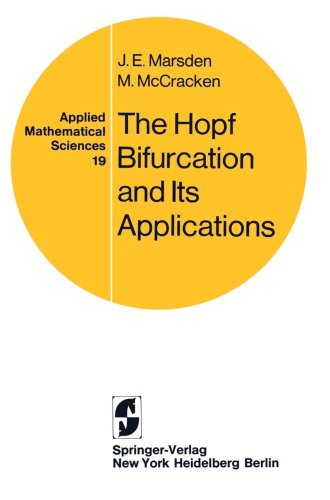 J. E. Marsden
M. McCracken
Applied
Mathematical
Sciences
19
The Hopf
Bifurcation
and Its
Applications
Springer-Verlag
New York Heidelberg Berlin